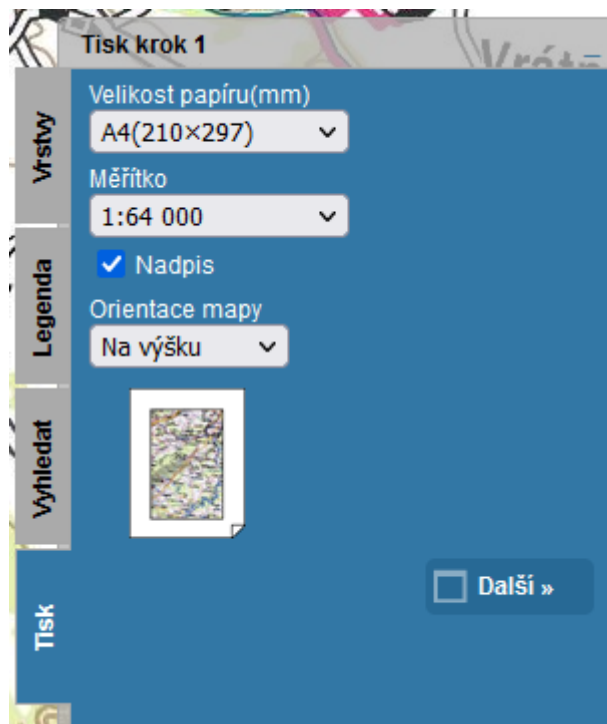 Tisk krok 1
Velikost papíru(mm)
A4(210×297)
Měřítko
1:64 000
Nadpis
Orientace mapy
Na výšku
Další »
Vrstvy
Legenda
Vyhledat
Tisk